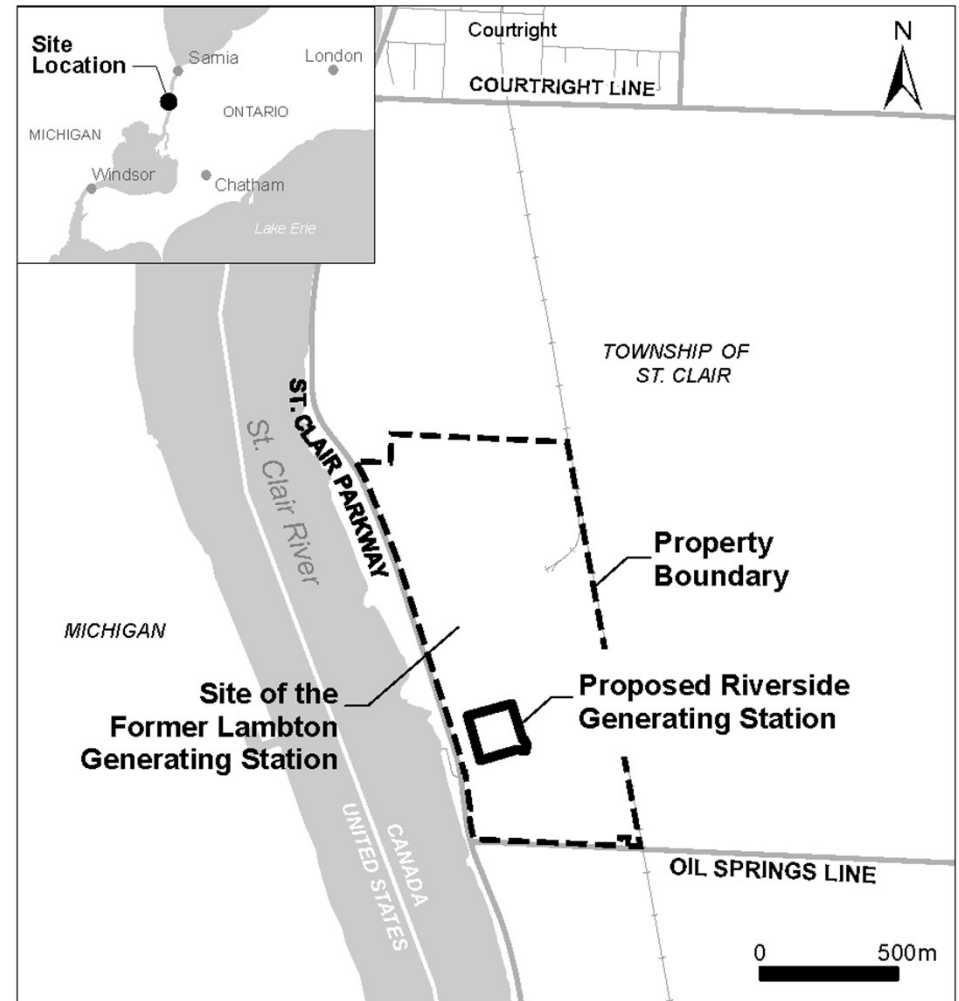 Site
Location
Sarnia
London
MICHIGAN
ONTARIO
Windsor
Chatham
Lake Erie
Courtright
COURTRIGHT LINE
N
TOWNSHIP OF
ST. CLAIR
ST. CLAIR PARKWAY
St. Clair River
Property
Boundary
MICHIGAN
Site of the
Former Lambton
Generating Station
Proposed Riverside
Generating Station
CANADA
UNITED STATES
OIL SPRINGS LINE
0 500m